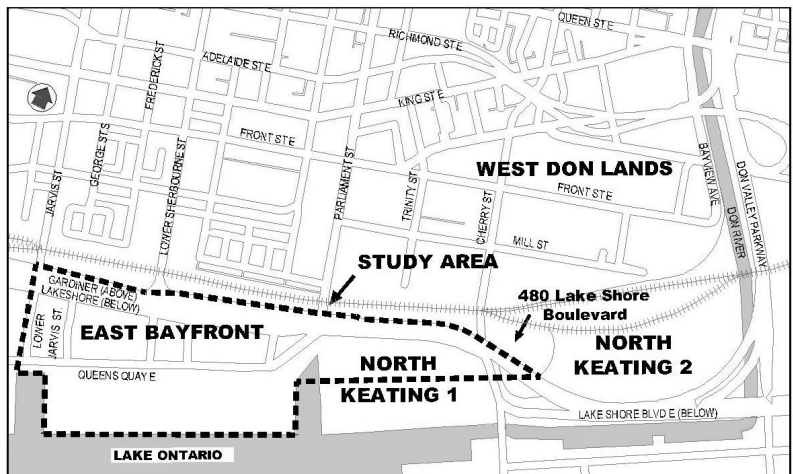 QUEEN ST E
RICHMOND ST E
ADELAIDE ST E
FREDERICK ST
KING ST E
GEORGE ST S
FRONT ST E
JARVIS ST
LOWER SHERBOURNE ST
PARLIAMENT ST
TRINITY ST
CHERRY ST
WEST DON LANDS
FRONT ST E
BAYVIEW AVE
DON RIVER
DON VALLEY PARKWAY
MILL ST
STUDY AREA
GARDINER (ABOVE)
LAKESHORE (BELOW)
480 Lake Shore
Boulevard
EAST BAYFRONT
LOWER
JARVIS ST.
NORTH
KEATING 2
NORTH
KEATING 1
QUEENS QUAY E
LAKE SHORE BLVD E (BELOW)
LAKE ONTARIO